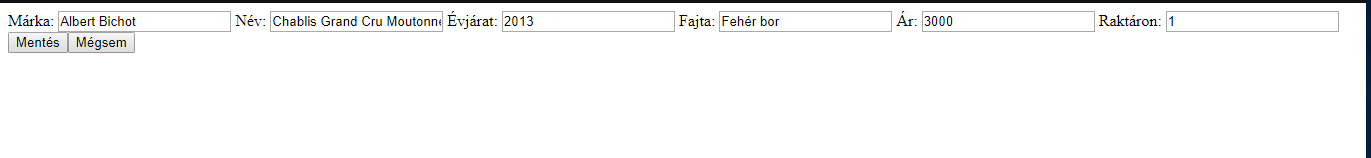 Márka: Albert Bichot Név: Chablis Grand Cru Moutonne Évjárat: 2013 Fajta: Fehér bor Ár: 3000 Raktáron: 1
Mentés Mégsem